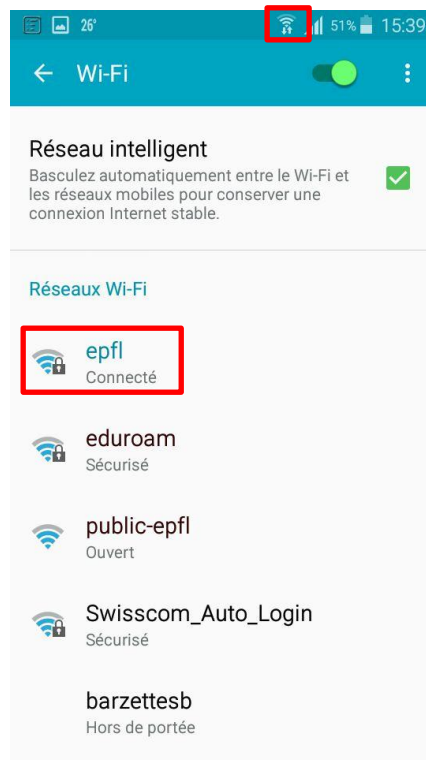 26° 51% 15:39
Wi-Fi
Réseau intelligent
Basculez automatiquement entre le Wi-Fi et
les réseaux mobiles pour conserver une
connexion Internet stable.
Réseaux Wi-Fi
epfl
Connecté
eduroam
Sécurisé
public-epfl
Ouvert
Swisscom_Auto_Login
Sécurisé
barzettesb
Hors de portée